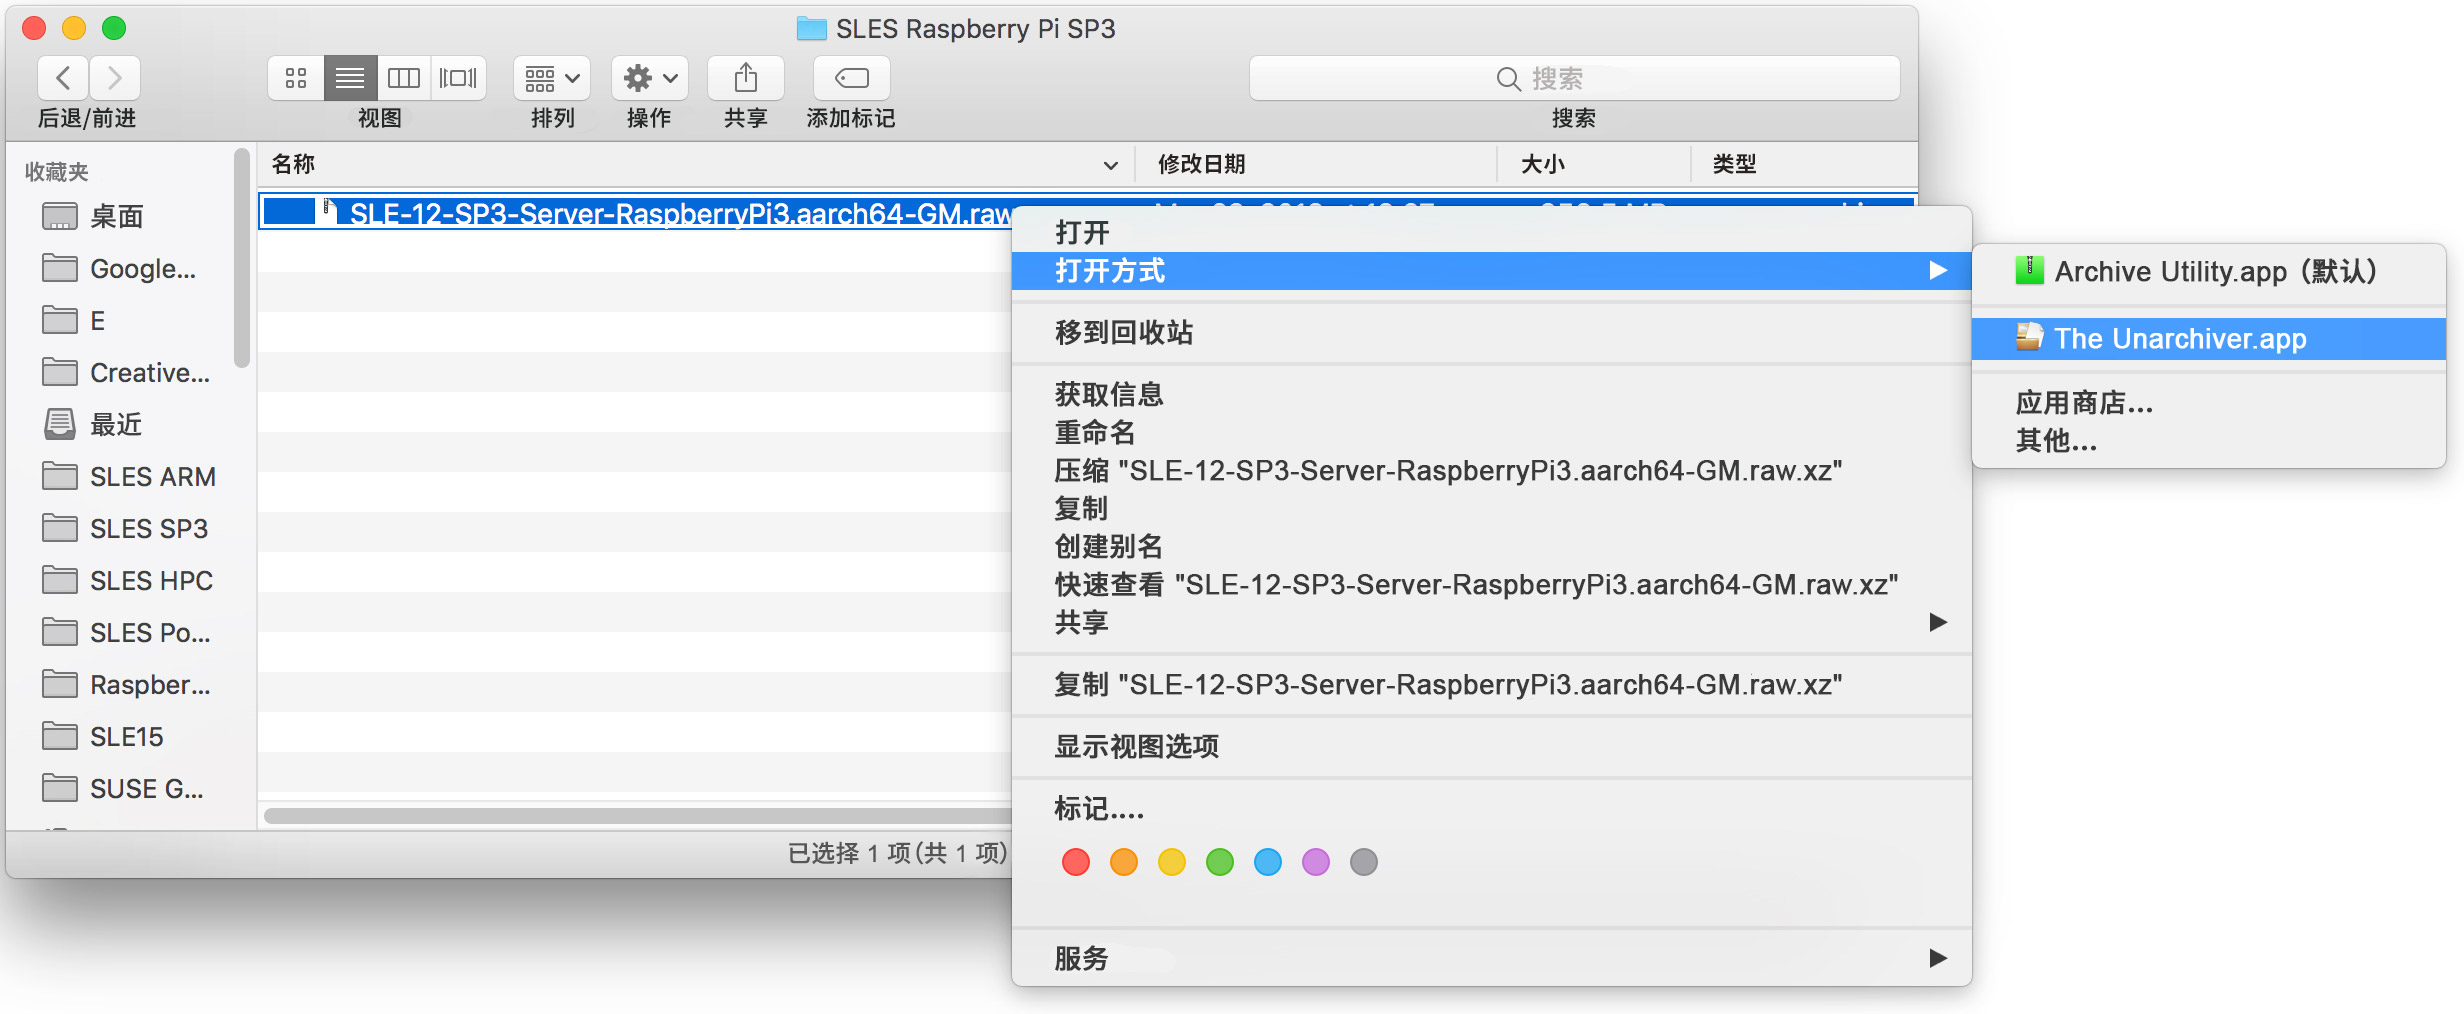 SLES Raspberry Pi SP3
搜索
后退/前进
视图
排列
操作
共享
添加标记
搜索
收藏夹
名称
修改日期
大小
类型
桌面
Google...
E
Creative...
最近
SLES ARM
SLES SP3
SLES HPC
SLES Po...
Raspber...
SLE15
SUSE G...
SLE-12-SP3-Server-RaspberryPi3.aarch64-GM.raw
已选择 1 项(共 1 项)
打开
打开方式
移到回收站
获取信息
重命名
压缩 "SLE-12-SP3-Server-RaspberryPi3.aarch64-GM.raw.xz"
复制
创建别名
快速查看 "SLE-12-SP3-Server-RaspberryPi3.aarch64-GM.raw.xz"
共享
复制 "SLE-12-SP3-Server-RaspberryPi3.aarch64-GM.raw.xz"
显示视图选项
标记....
服务
Archive Utility.app（默认）
The Unarchiver.app
应用商店...
其他...